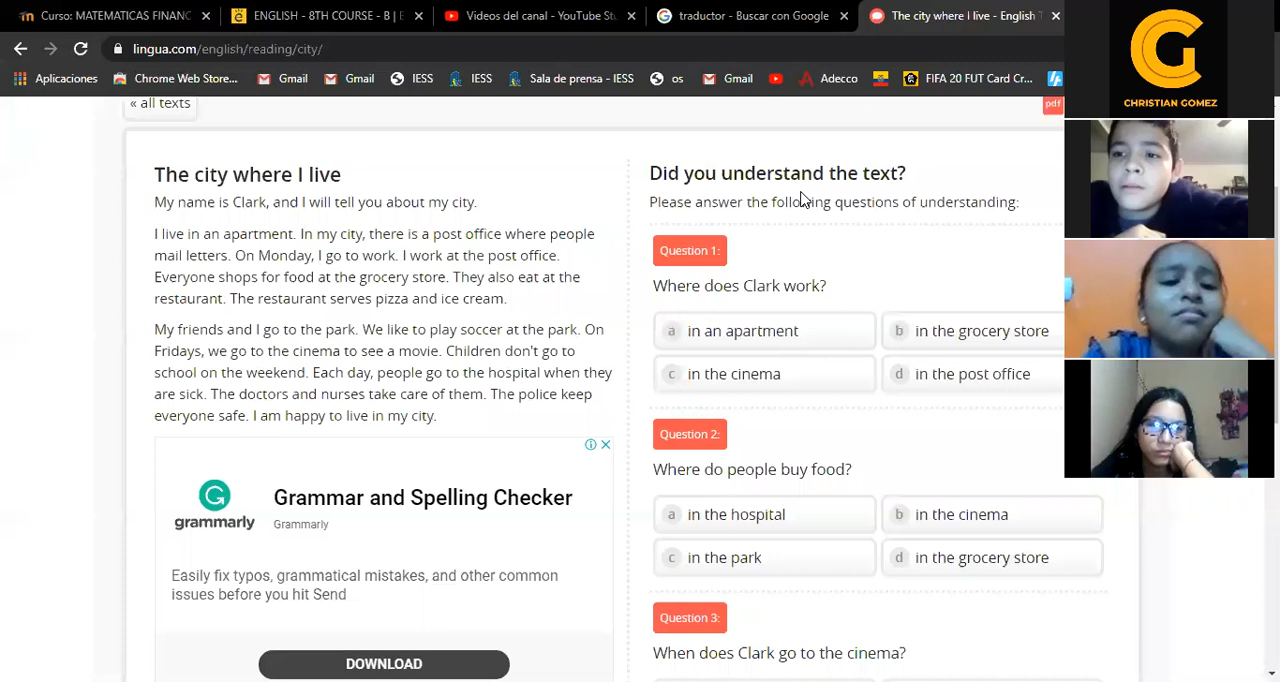 Curso: MATEMATICAS FINANC
ENGLISH - 8TH COURSE - B | E
Videos del canal - YouTube Stu
traductor - Buscar con Google
The city where I live - English T
lingua.com/english/reading/city/
Aplicaciones
Chrome Web Store...
Gmail
Gmail
IESS
IESS
Sala de prensa - IESS
os
Gmail
Adecco
FIFA 20 FUT Card Cr...
CHRISTIAN GOMEZ
« all texts
pdf
The city where I live
My name is Clark, and I will tell you about my city.
I live in an apartment. In my city, there is a post office where people
mail letters. On Monday, I go to work. I work at the post office.
Everyone shops for food at the grocery store. They also eat at the
restaurant. The restaurant serves pizza and ice cream.
My friends and I go to the park. We like to play soccer at the park. On
Fridays, we go to the cinema to see a movie. Children don't go to
school on the weekend. Each day, people go to the hospital when they
are sick. The doctors and nurses take care of them. The police keep
everyone safe. I am happy to live in my city.
grammarly
Grammar and Spelling Checker
Grammarly
Easily fix typos, grammatical mistakes, and other common
issues before you hit Send
DOWNLOAD
Did you understand the text?
Please answer the following questions of understanding:
Question 1:
Where does Clark work?
a in an apartment
b in the grocery store
c in the cinema
d in the post office
Question 2:
Where do people buy food?
a in the hospital
b in the cinema
c in the park
d in the grocery store
Question 3:
When does Clark go to the cinema?